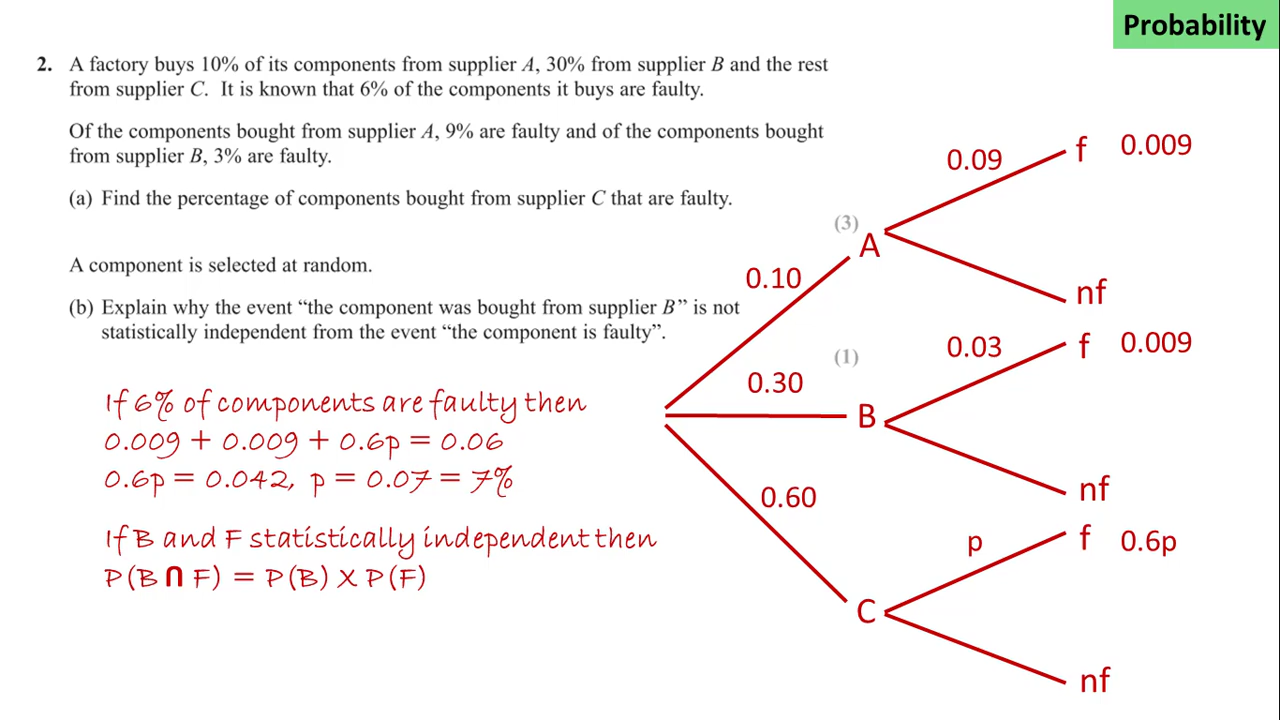 Probability
2. A factory buys 10% of its components from supplier A, 30% from supplier B and the rest
from supplier C. It is known that 6% of the components it buys are faulty.
Of the components bought from supplier A, 9% are faulty and of the components bought
from supplier B, 3% are faulty.
(a) Find the percentage of components bought from supplier C that are faulty.
(3)
A component is selected at random.
(b) Explain why the event “the component was bought from supplier B” is not
statistically independent from the event “the component is faulty”.
(1)
If 6% of components are faulty then
0.009 + 0.009 + 0.6p = 0.06
0.6p = 0.042, p = 0.07 = 7%
If B and F statistically independent then
P(B ∩ F) = P(B) X P(F)
0.10
A
0.09
f 0.009
nf
0.30
B
0.03
f 0.009
nf
0.60
C
p
f 0.6p
nf